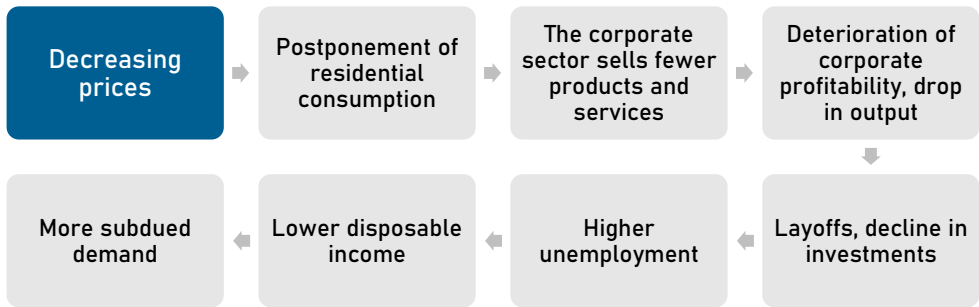 Decreasing
prices
Postponement of
residential
consumption
The corporate
sector sells fewer
products and
services
Deterioration of
corporate
profitability, drop
in output
Layoffs, decline in
investments
Higher
unemployment
Lower disposable
income
More subdued
demand